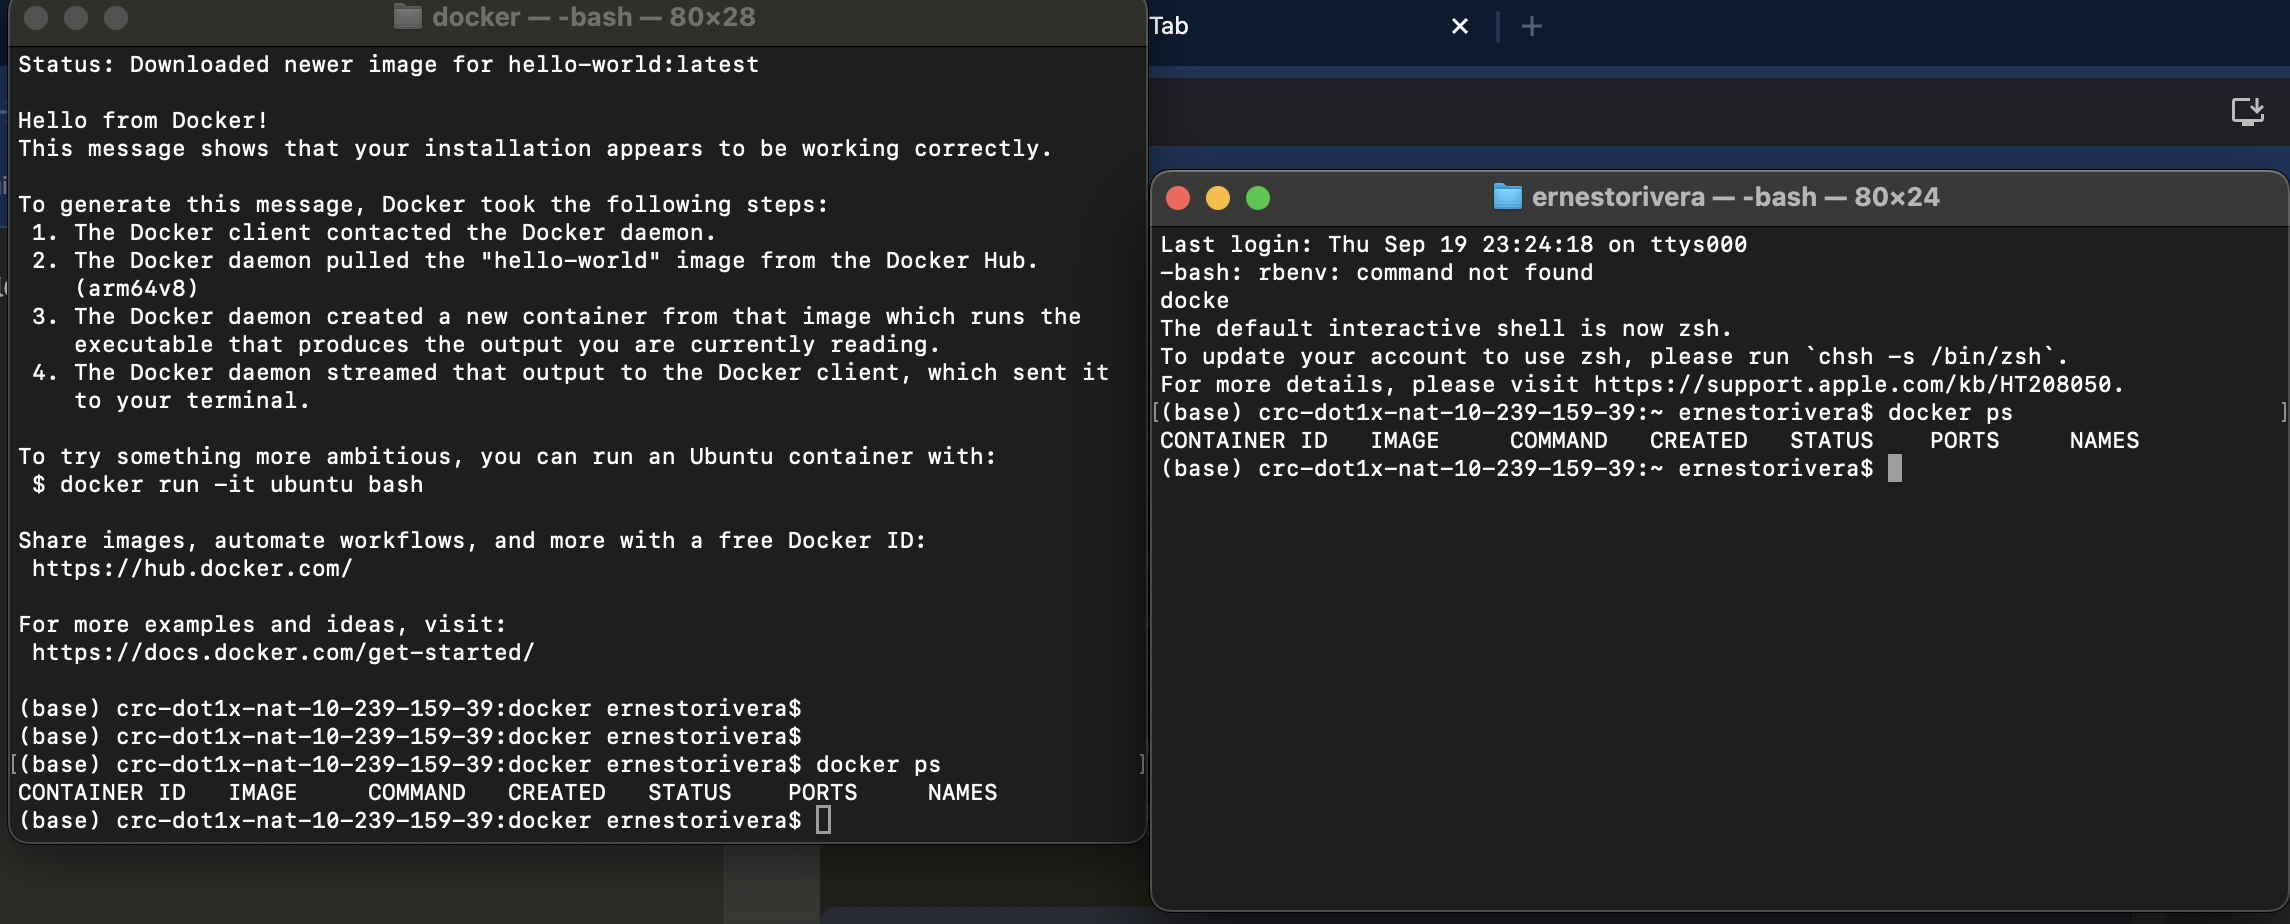 docker — -bash — 80×28
Status: Downloaded newer image for hello-world:latest
Hello from Docker!
This message shows that your installation appears to be working correctly.
To generate this message, Docker took the following steps:
1. The Docker client contacted the Docker daemon.
2. The Docker daemon pulled the "hello-world" image from the Docker Hub.
(arm64v8)
3. The Docker daemon created a new container from that image which runs the
executable that produces the output you are currently reading.
4. The Docker daemon streamed that output to the Docker client, which sent it
to your terminal.
To try something more ambitious, you can run an Ubuntu container with:
$ docker run -it ubuntu bash
Share images, automate workflows, and more with a free Docker ID:
https://hub.docker.com/
For more examples and ideas, visit:
https://docs.docker.com/get-started/
(base) crc-dot1x-nat-10-239-159-39:docker ernestorivera$
(base) crc-dot1x-nat-10-239-159-39:docker ernestorivera$
[(base) crc-dot1x-nat-10-239-159-39:docker ernestorivera$ docker ps ]
CONTAINER ID IMAGE COMMAND CREATED STATUS PORTS NAMES
(base) crc-dot1x-nat-10-239-159-39:docker ernestorivera$
Tab
ernestorivera — -bash — 80×24
Last login: Thu Sep 19 23:24:18 on ttys000
-bash: rbenv: command not found
docke
The default interactive shell is now zsh.
To update your account to use zsh, please run `chsh -s /bin/zsh`.
For more details, please visit https://support.apple.com/kb/HT208050.
[(base) crc-dot1x-nat-10-239-159-39:~ ernestorivera$ docker ps ]
CONTAINER ID IMAGE COMMAND CREATED STATUS PORTS NAMES
(base) crc-dot1x-nat-10-239-159-39:~ ernestorivera$